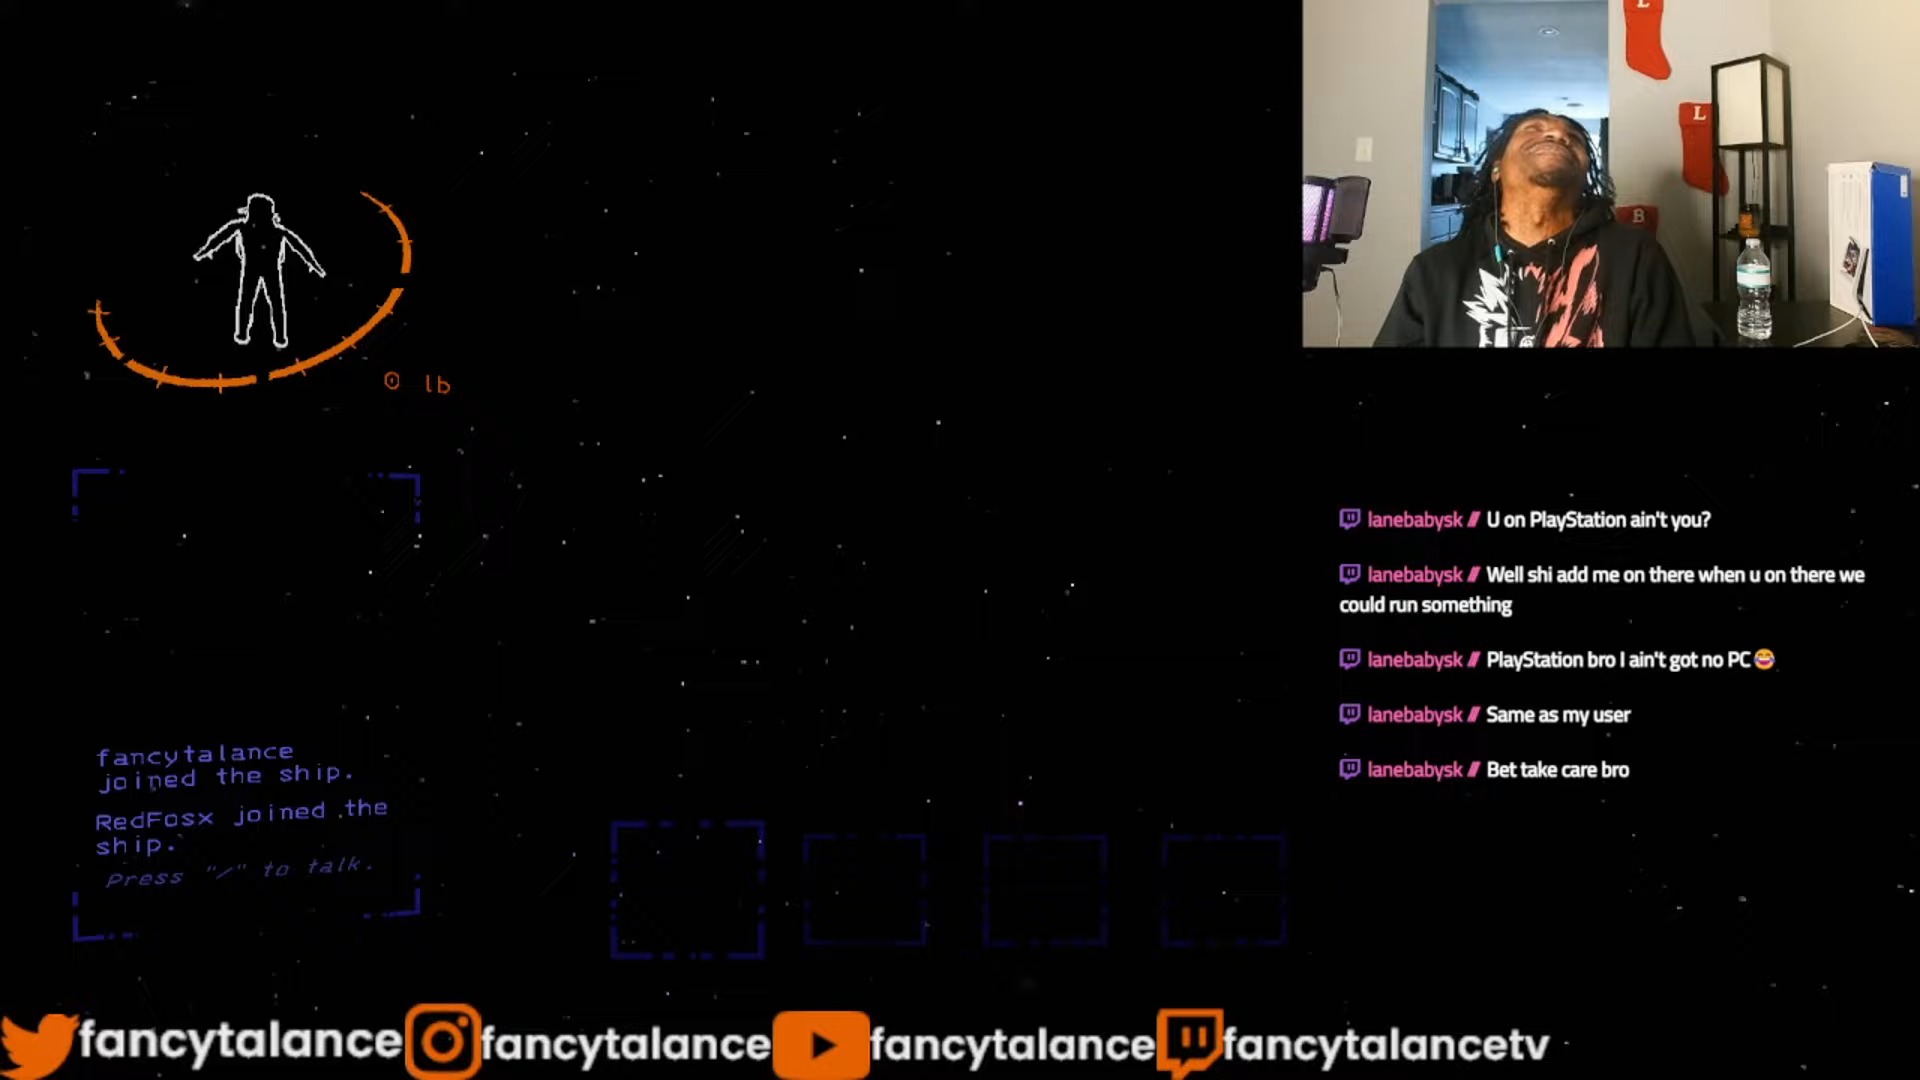 L
L
B
0 lb
lanebabysk // U on PlayStation ain't you?
lanebabysk // Well shi add me on there when u on there we
could run something
lanebabysk // PlayStation bro I ain't got no PC😂
lanebabysk // Same as my user
lanebabysk // Bet take care bro
fancytalance
joined the ship.
RedFosx joined the
ship.
Press "/" to talk.
fancytalance fancytalance fancytalance fancytalancetv